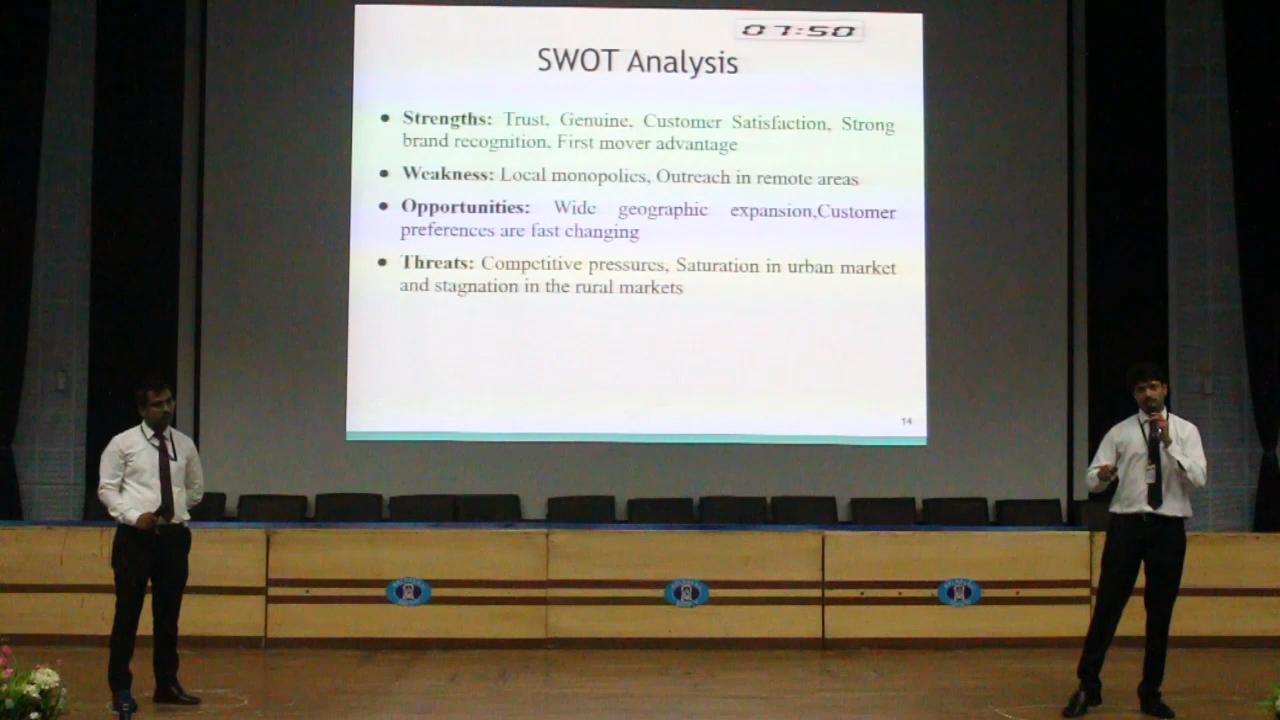 07:50
SWOT Analysis
● Strengths: Trust, Genuine, Customer Satisfaction, Strong
brand recognition, First mover advantage
● Weakness: Local monopolies, Outreach in remote areas
● Opportunities: Wide geographic expansion,Customer
preferences are fast changing
● Threats: Competitive pressures, Saturation in urban market
and stagnation in the rural markets
14